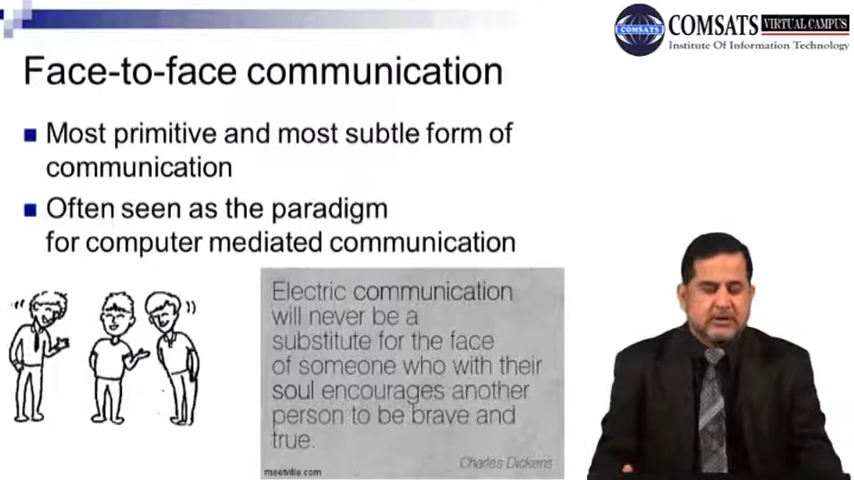 COMSATS VIRTUAL CAMPUS
COMSATS
Institute Of Information Technology
Face-to-face communication
Most primitive and most subtle form of
communication
Often seen as the paradigm
for computer mediated communication
Electric communication
will never be a
substitute for the face
of someone who with their
soul encourages another
person to be brave and
true.
Charles Dickens
meetville.com